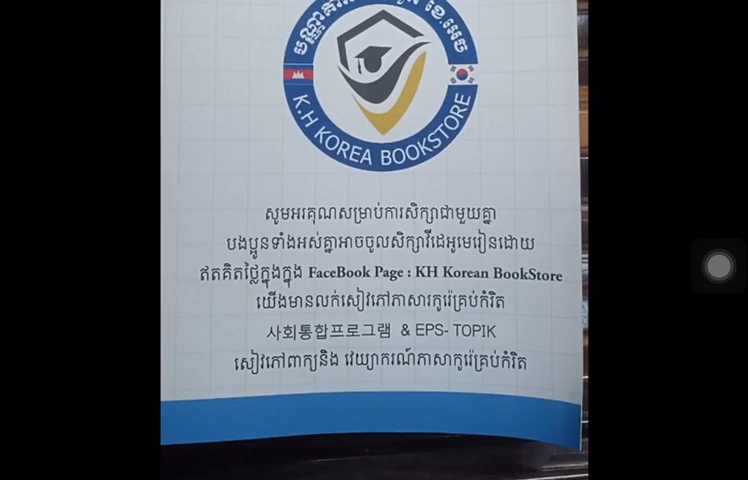 K.H KOREA BOOKSTORE
សូមអរគុណសម្រាប់ការសិក្សាជាមួយគ្នា
បងប្អូនទាំងអស់គ្នាអាចចូលសិក្សាវីដេអូមេរៀនដោយ
ឥតគិតថ្លៃក្នុងក្នុង FaceBook Page : KH Korean BookStore
យើងមានលក់សៀវភៅភាសារកូរ៉េគ្រប់កំរិត
사회통합프로그램 & EPS- TOPIK
សៀវភៅពាក្យនិង វេយ្យាករណ៍ភាសាកូរ៉េគ្រប់កំរិត